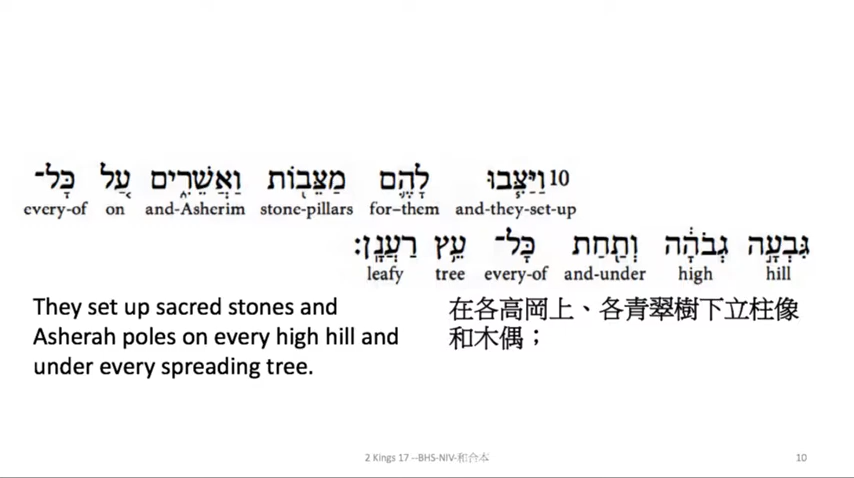 10 וַיַּצִּ֧בוּ לָהֶ֛ם מַצֵּב֖וֹת וַאֲשֵׁרִ֑ים עַ֚ל כָּל־
and-they-set-up for–them stone-pillars and-Asherim on every-of
גִּבְעָ֣ה גְבֹהָ֔ה וְתַ֖חַת כָּל־ עֵ֥ץ רַעֲנָֽן׃
hill high and-under every-of tree leafy
They set up sacred stones and
Asherah poles on every high hill and
under every spreading tree.
在各高岡上、各青翠樹下立柱像
和木偶；
2 Kings 17 --BHS-NIV-和合本
10